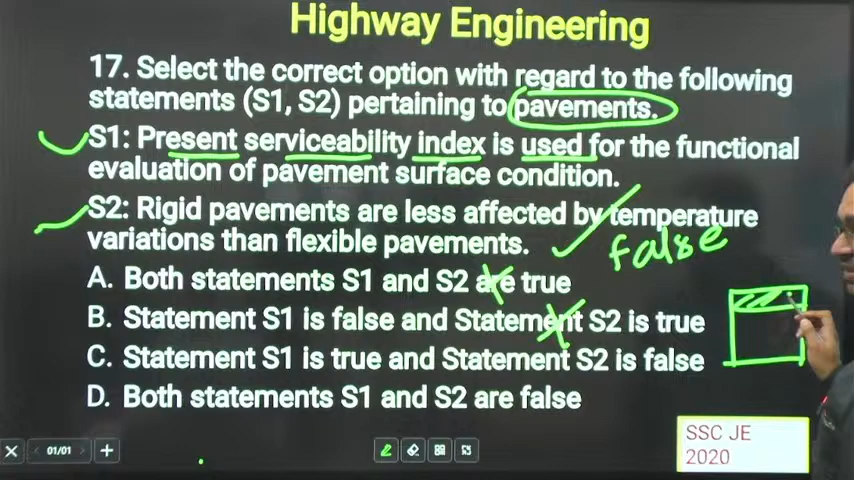 Highway Engineering
17. Select the correct option with regard to the following
statements (S1, S2) pertaining to pavements.
S1: Present serviceability index is used for the functional
evaluation of pavement surface condition.
S2: Rigid pavements are less affected by temperature
variations than flexible pavements.
false
A. Both statements S1 and S2 are true
B. Statement S1 is false and Statement S2 is true
C. Statement S1 is true and Statement S2 is false
D. Both statements S1 and S2 are false
SSC JE
2020
01/01